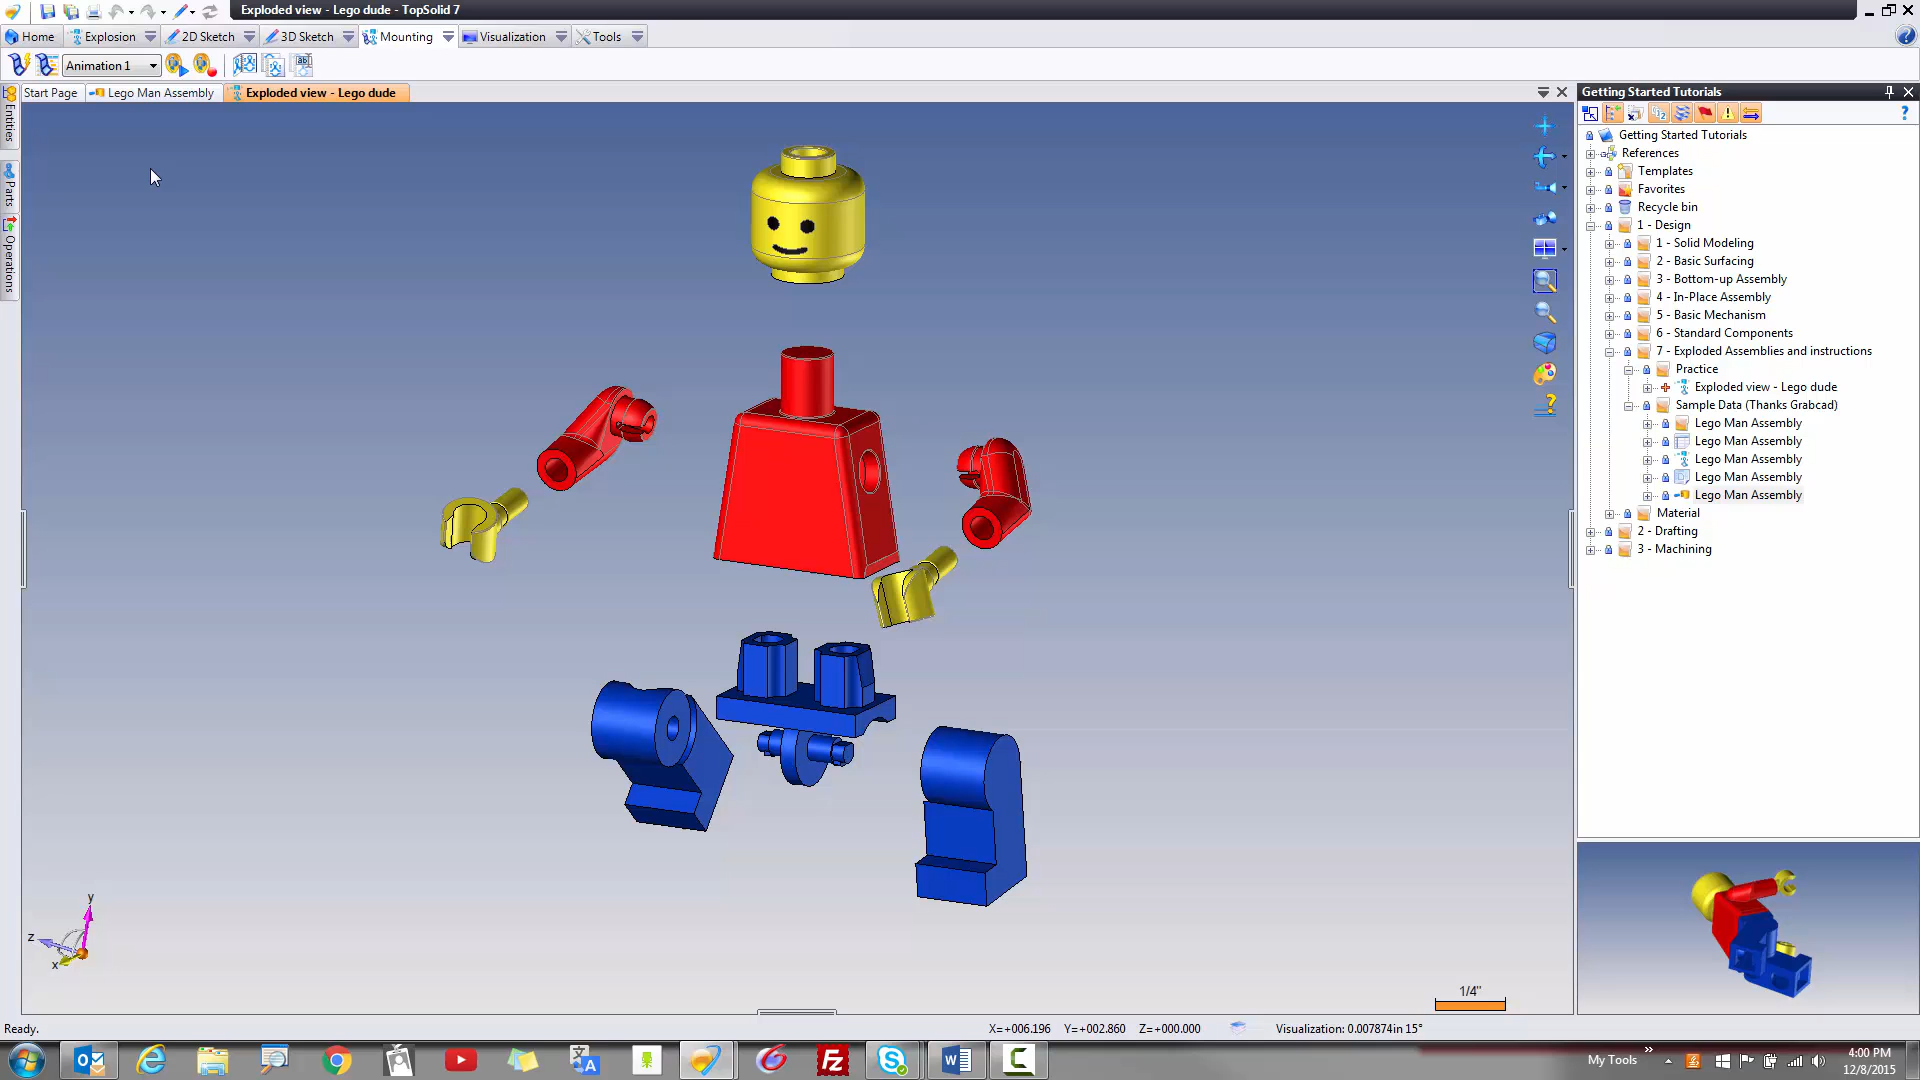 Exploded view - Lego dude - TopSolid 7
Home Explosion 2D Sketch 3D Sketch Mounting Visualization Tools
Animation 1
Start Page Lego Man Assembly Exploded view - Lego dude
Entities
Parts
Operations
y
z
x
1/4"
Getting Started Tutorials
Getting Started Tutorials
References
Templates
Favorites
Recycle bin
1 - Design
1 - Solid Modeling
2 - Basic Surfacing
3 - Bottom-up Assembly
4 - In-Place Assembly
5 - Basic Mechanism
6 - Standard Components
7 - Exploded Assemblies and instructions
Practice
Exploded view - Lego dude
Sample Data (Thanks Grabcad)
Lego Man Assembly
Lego Man Assembly
Lego Man Assembly
Lego Man Assembly
Lego Man Assembly
Material
2 - Drafting
3 - Machining
Ready. X=+006.196 Y=+002.860 Z=+000.000 Visualization: 0.007874in 15°
My Tools » 4:00 PM
12/8/2015